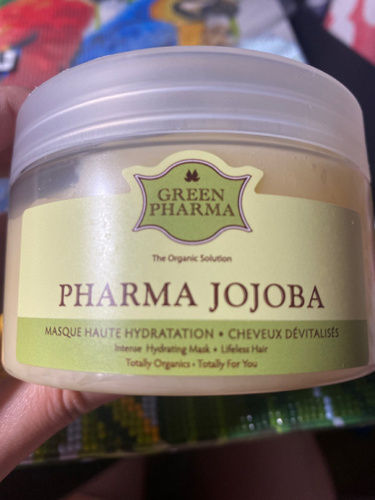 GREEN
PHARMA
The Organic Solution
PHARMA JOJOBA
MASQUE HAUTE HYDRATATION • CHEVEUX DÉVITALISÉS
Intense Hydrating Mask • Lifeless Hair
Totally Organics • Totally For You